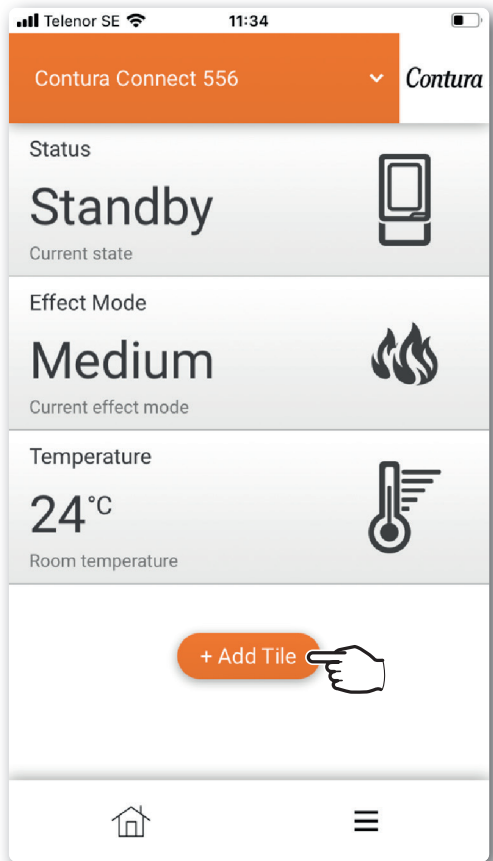 Telenor SE 11:34
Contura Connect 556
Contura
Status
Standby
Current state
Effect Mode
Medium
Current effect mode
Temperature
24°C
Room temperature
+ Add Tile